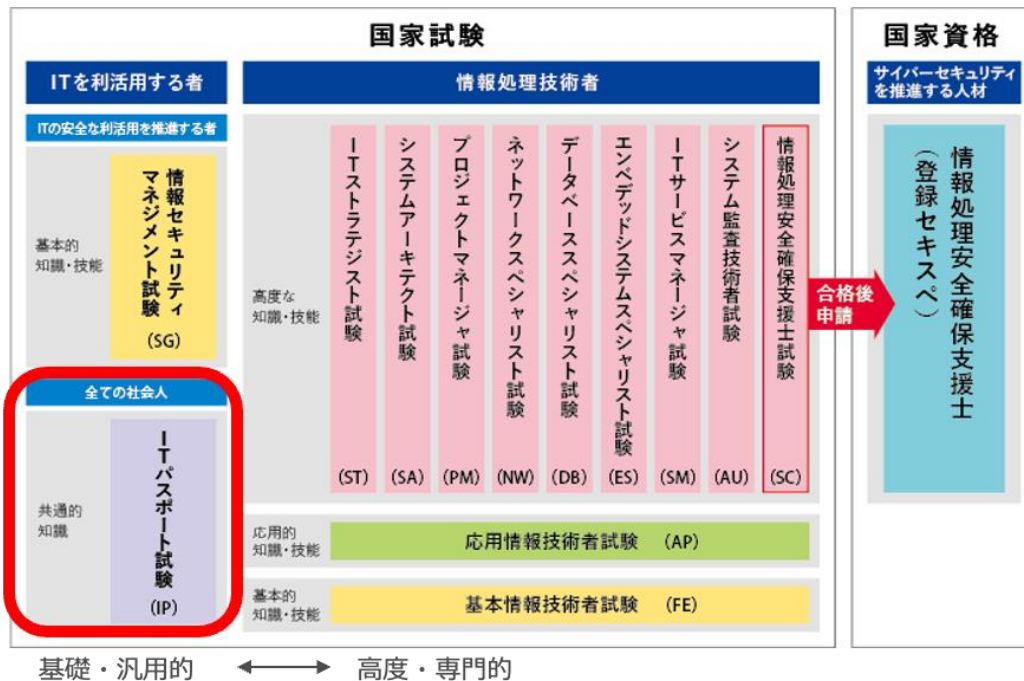 国家試験
国家資格
ITを利活用する者
情報処理技術者
サイバーセキュリティ
を推進する人材
ITの安全な利活用を推進する者
基本的
知識・技能
情報セキュリティ
マネジメント試験
(SG)
全ての社会人
共通的
知識
ITパスポート試験
(IP)
高度な
知識・技能
ITストラテジスト試験
(ST)
システムアーキテクト試験
(SA)
プロジェクトマネージャ試験
(PM)
ネットワークスペシャリスト試験
(NW)
データベーススペシャリスト試験
(DB)
エンベデッドシステムスペシャリスト試験
(ES)
ITサービスマネージャ試験
(SM)
システム監査技術者試験
(AU)
情報処理安全確保支援士試験
(SC)
合格後
申請
情報処理安全確保支援士
(登録セキスペ)
応用的
知識・技能
応用情報技術者試験 (AP)
基本的
知識・技能
基本情報技術者試験 (FE)
基礎・汎用的 ⟷ 高度・専門的